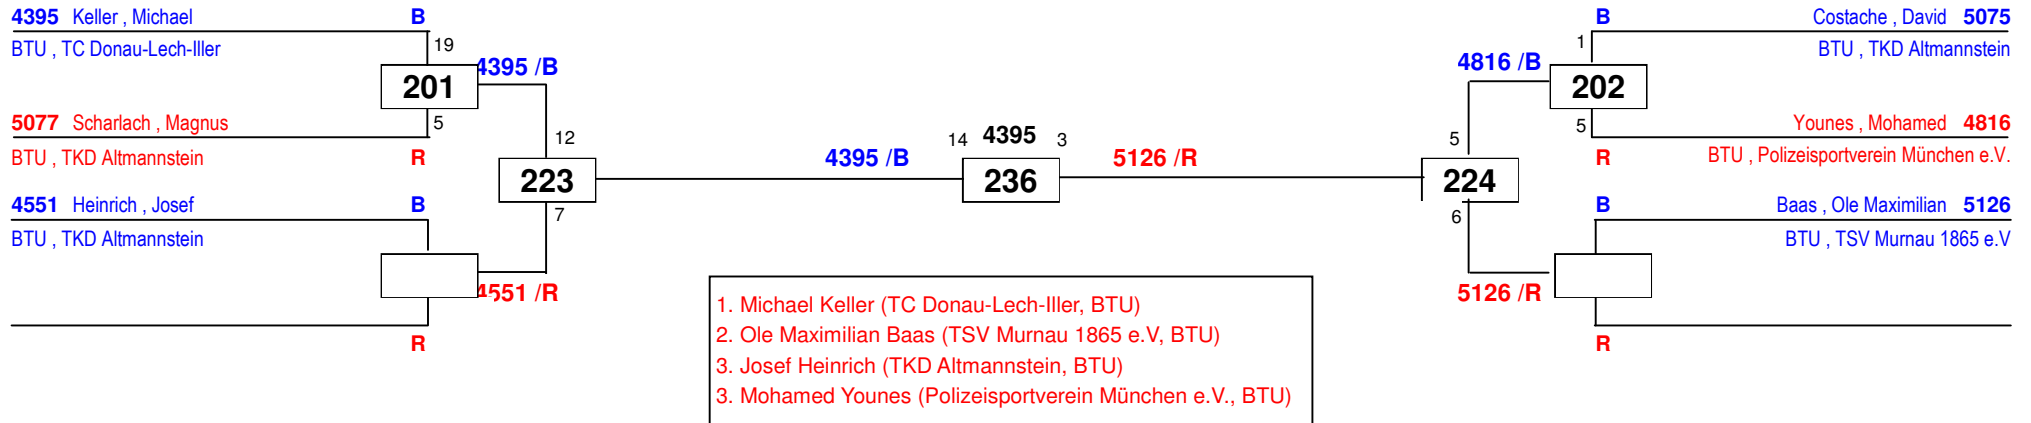 4395 Keller , Michael B
BTU , TC Donau-Lech-Iller
19
4395 /B
201
5077 Scharlach , Magnus
5
BTU , TKD Altmannstein R
12
223
7
4551 Heinrich , Josef B
BTU , TKD Altmannstein
4551 /R
R
4395 /B
14 4395 3
236
5126 /R
B Costache , David 5075
1
BTU , TKD Altmannstein
4816 /B
202
5
Younes , Mohamed 4816
R BTU , Polizeisportverein München e.V.
5
224
6
B Baas , Ole Maximilian 5126
BTU , TSV Murnau 1865 e.V
5126 /R
R
1. Michael Keller (TC Donau-Lech-Iller, BTU)
2. Ole Maximilian Baas (TSV Murnau 1865 e.V, BTU)
3. Josef Heinrich (TKD Altmannstein, BTU)
3. Mohamed Younes (Polizeisportverein München e.V., BTU)